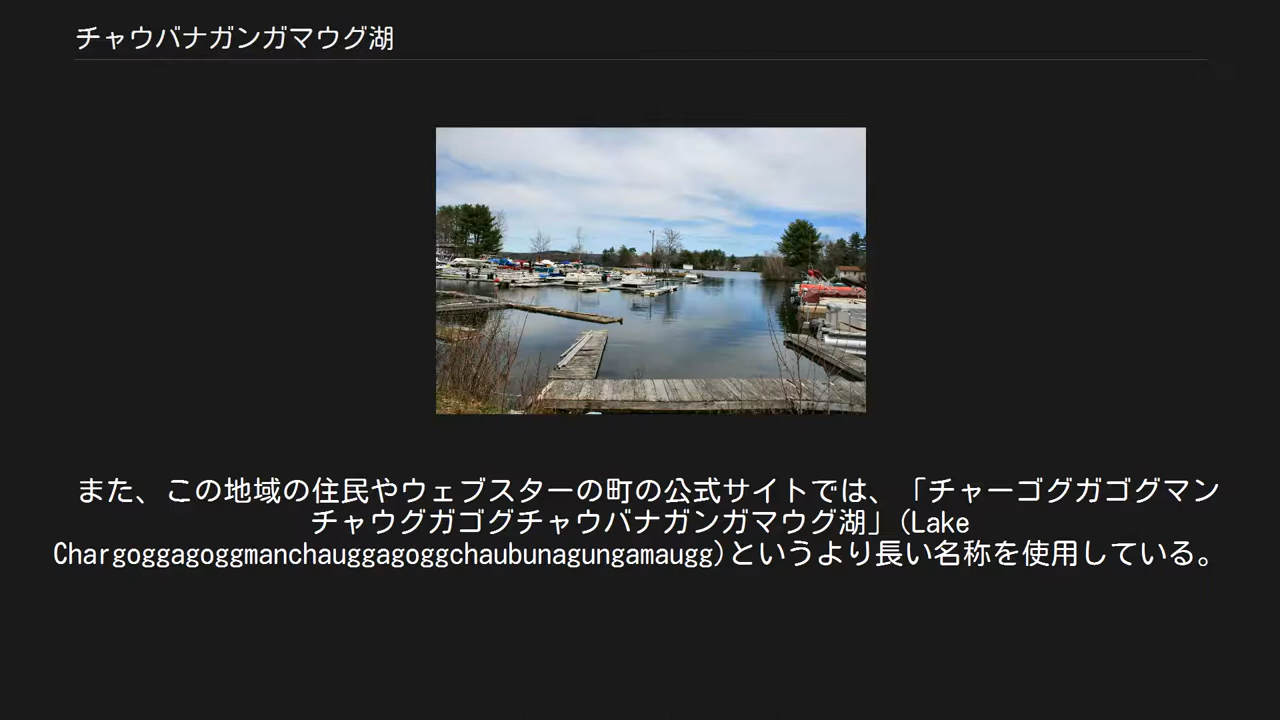 チャウバナガンガマウグ湖
また、この地域の住民やウェブスターの町の公式サイトでは、「チャーゴグガゴグマン
チャウグガゴグチャウバナガンガマウグ湖」(Lake
Chargoggagoggmanchauggagoggchaubunagungamaugg)というより長い名称を使用している。